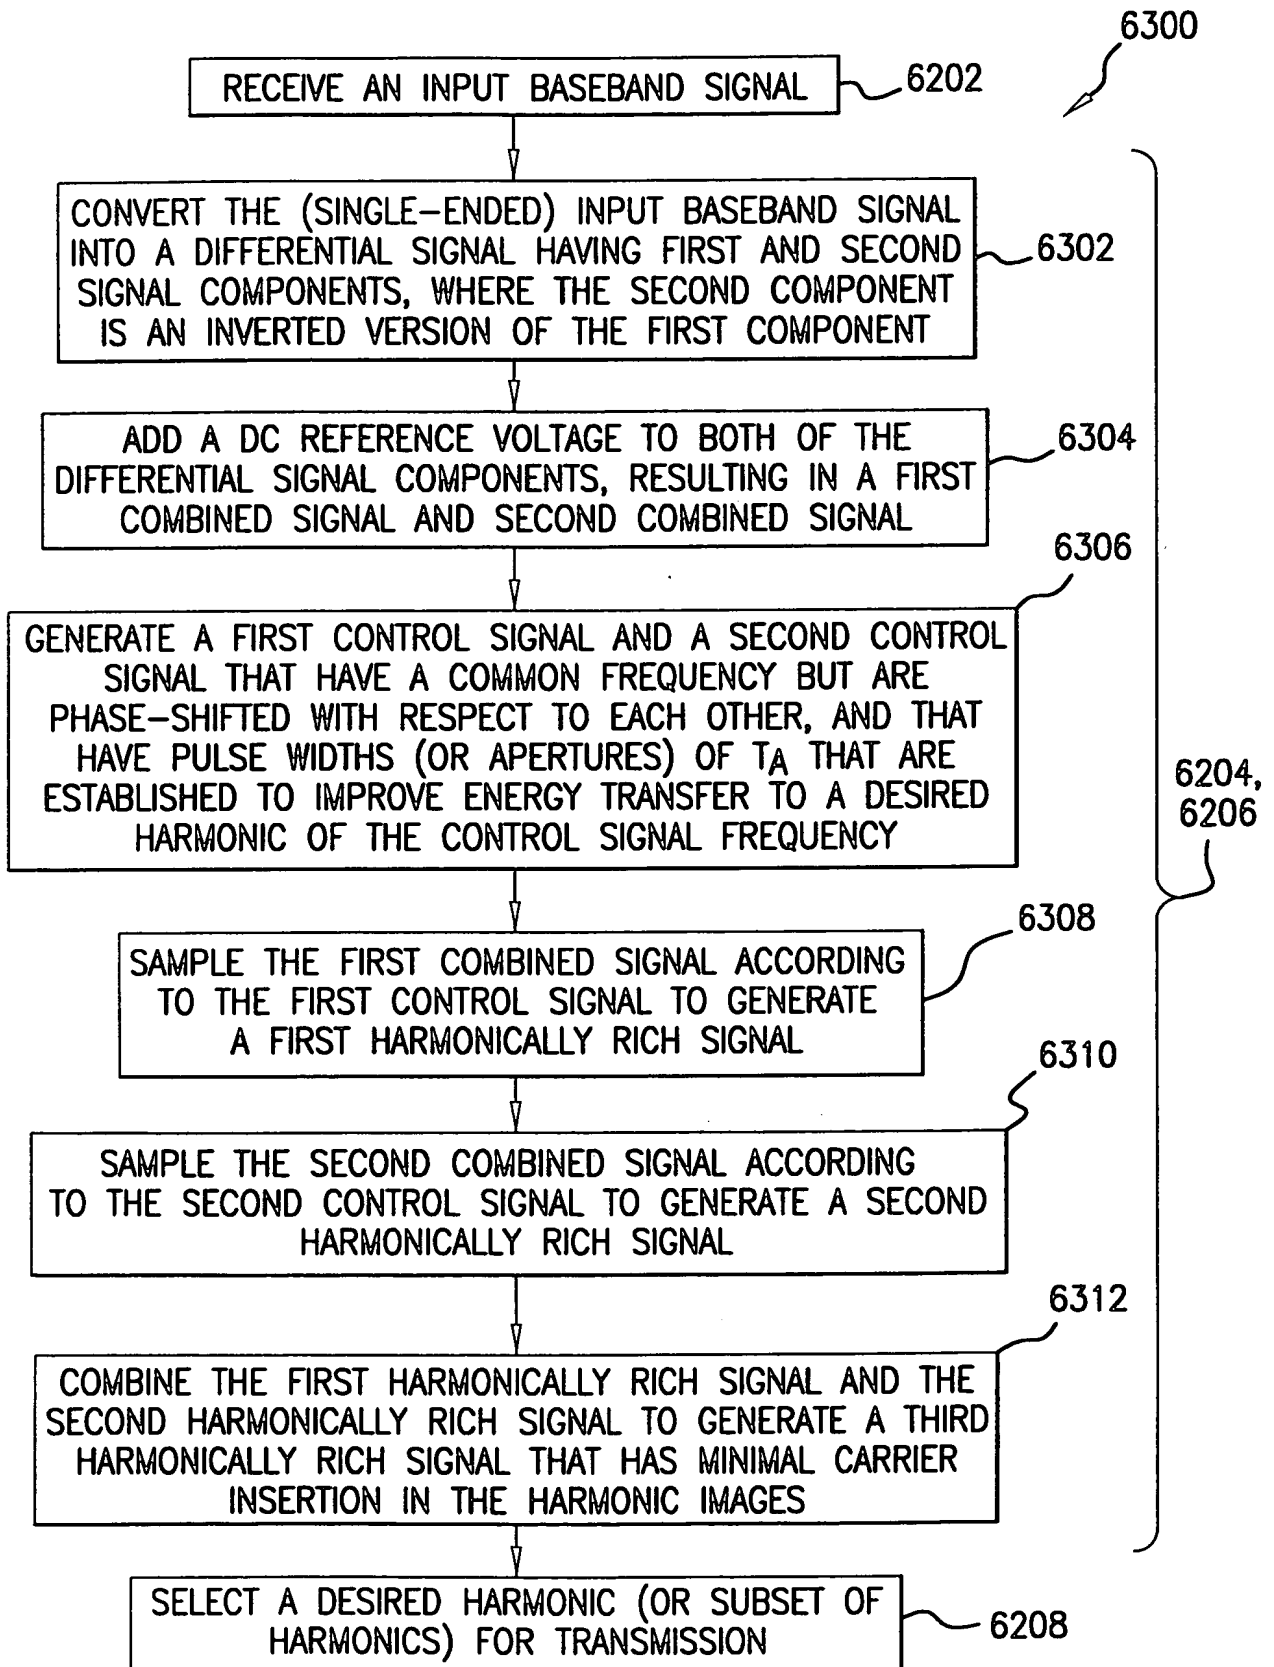 6300
RECEIVE AN INPUT BASEBAND SIGNAL
6202
CONVERT THE (SINGLE-ENDED) INPUT BASEBAND SIGNAL
INTO A DIFFERENTIAL SIGNAL HAVING FIRST AND SECOND
SIGNAL COMPONENTS, WHERE THE SECOND COMPONENT
IS AN INVERTED VERSION OF THE FIRST COMPONENT
6302
ADD A DC REFERENCE VOLTAGE TO BOTH OF THE
DIFFERENTIAL SIGNAL COMPONENTS, RESULTING IN A FIRST
COMBINED SIGNAL AND SECOND COMBINED SIGNAL
6304
6306
GENERATE A FIRST CONTROL SIGNAL AND A SECOND CONTROL
SIGNAL THAT HAVE A COMMON FREQUENCY BUT ARE
PHASE-SHIFTED WITH RESPECT TO EACH OTHER, AND THAT
HAVE PULSE WIDTHS (OR APERTURES) OF TA THAT ARE
ESTABLISHED TO IMPROVE ENERGY TRANSFER TO A DESIRED
HARMONIC OF THE CONTROL SIGNAL FREQUENCY
6204,
6206
6308
SAMPLE THE FIRST COMBINED SIGNAL ACCORDING
TO THE FIRST CONTROL SIGNAL TO GENERATE
A FIRST HARMONICALLY RICH SIGNAL
6310
SAMPLE THE SECOND COMBINED SIGNAL ACCORDING
TO THE SECOND CONTROL SIGNAL TO GENERATE A SECOND
HARMONICALLY RICH SIGNAL
6312
COMBINE THE FIRST HARMONICALLY RICH SIGNAL AND THE
SECOND HARMONICALLY RICH SIGNAL TO GENERATE A THIRD
HARMONICALLY RICH SIGNAL THAT HAS MINIMAL CARRIER
INSERTION IN THE HARMONIC IMAGES
SELECT A DESIRED HARMONIC (OR SUBSET OF
HARMONICS) FOR TRANSMISSION
6208